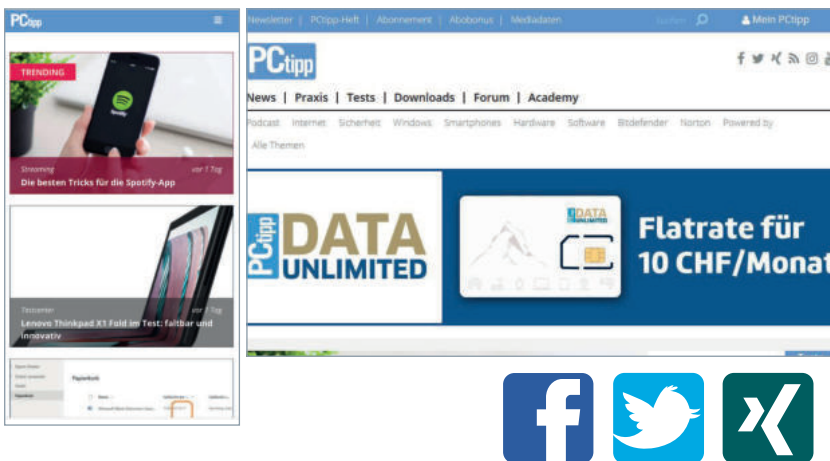 PCtipp
TRENDING
Spotify
Streaming vor 1 Tag
Die besten Tricks für die Spotify-App
Testcenter vor 1 Tag
Lenovo Thinkpad X1 Fold im Test: faltbar und
innovativ
Papierkorb
Newsletter | PCtipp-Heft | Abonnement | Abobonus | Mediadaten
Suchen
Mein PCtipp
PCtipp
News | Praxis | Tests | Downloads | Forum | Academy
Podcast Internet Sicherheit Windows Smartphones Hardware Software Bitdefender Norton Powered by
Alle Themen
PCtipp DATA
UNLIMITED
PCtipp DATA
UNLIMITED
Flatrate für
10 CHF/Monat